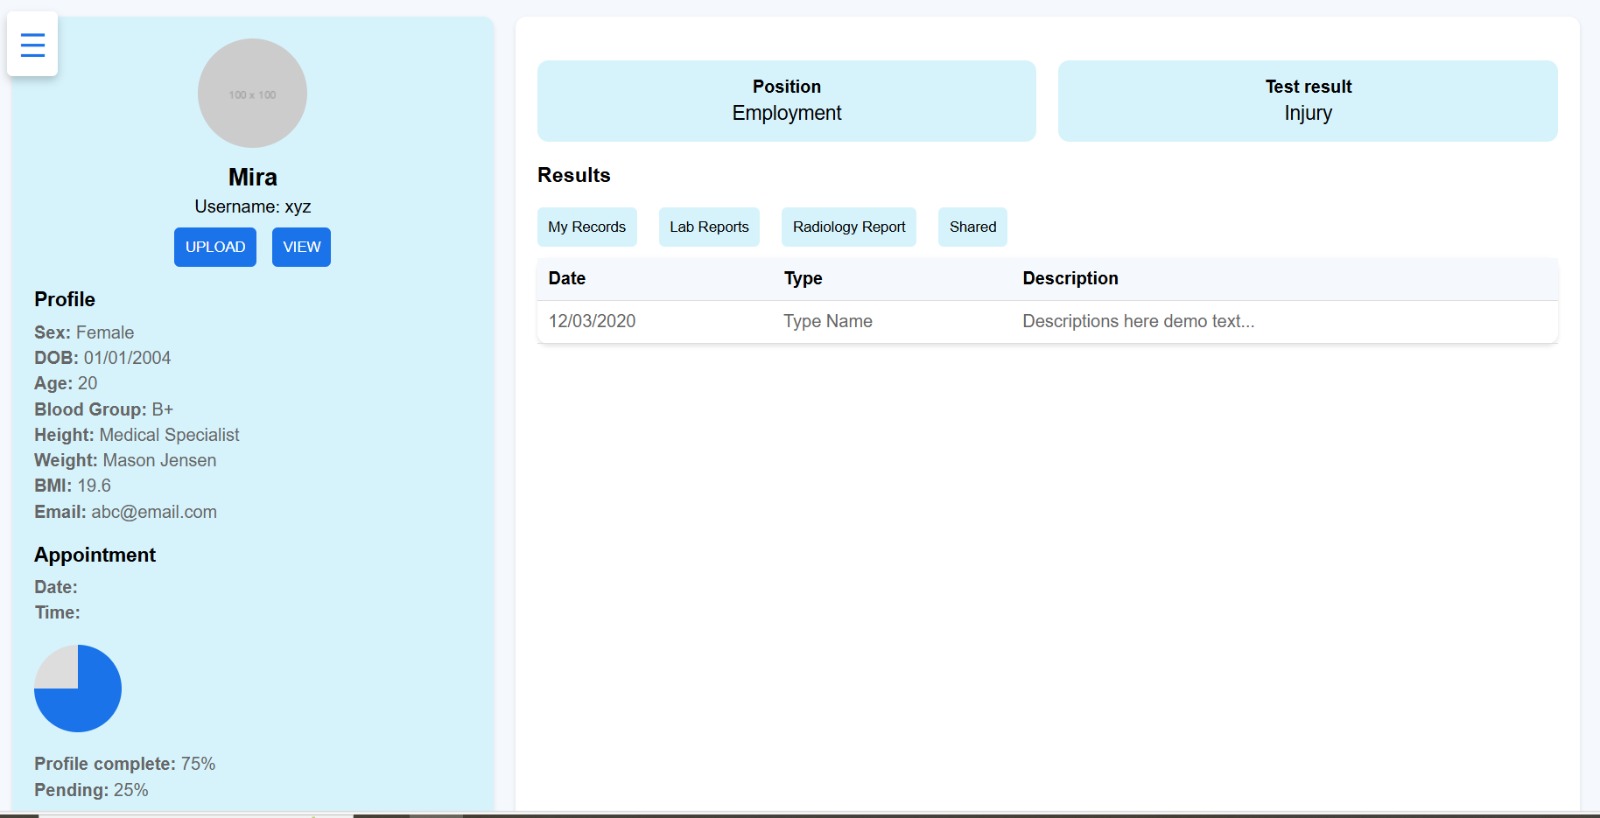 100 x 100
Mira
Username: xyz
UPLOAD VIEW
Profile
Sex: Female
DOB: 01/01/2004
Age: 20
Blood Group: B+
Height: Medical Specialist
Weight: Mason Jensen
BMI: 19.6
Email: abc@email.com
Appointment
Date:
Time:
Profile complete: 75%
Pending: 25%
Position
Employment
Test result
Injury
Results
My Records Lab Reports Radiology Report Shared
Date Type Description
12/03/2020 Type Name Descriptions here demo text...